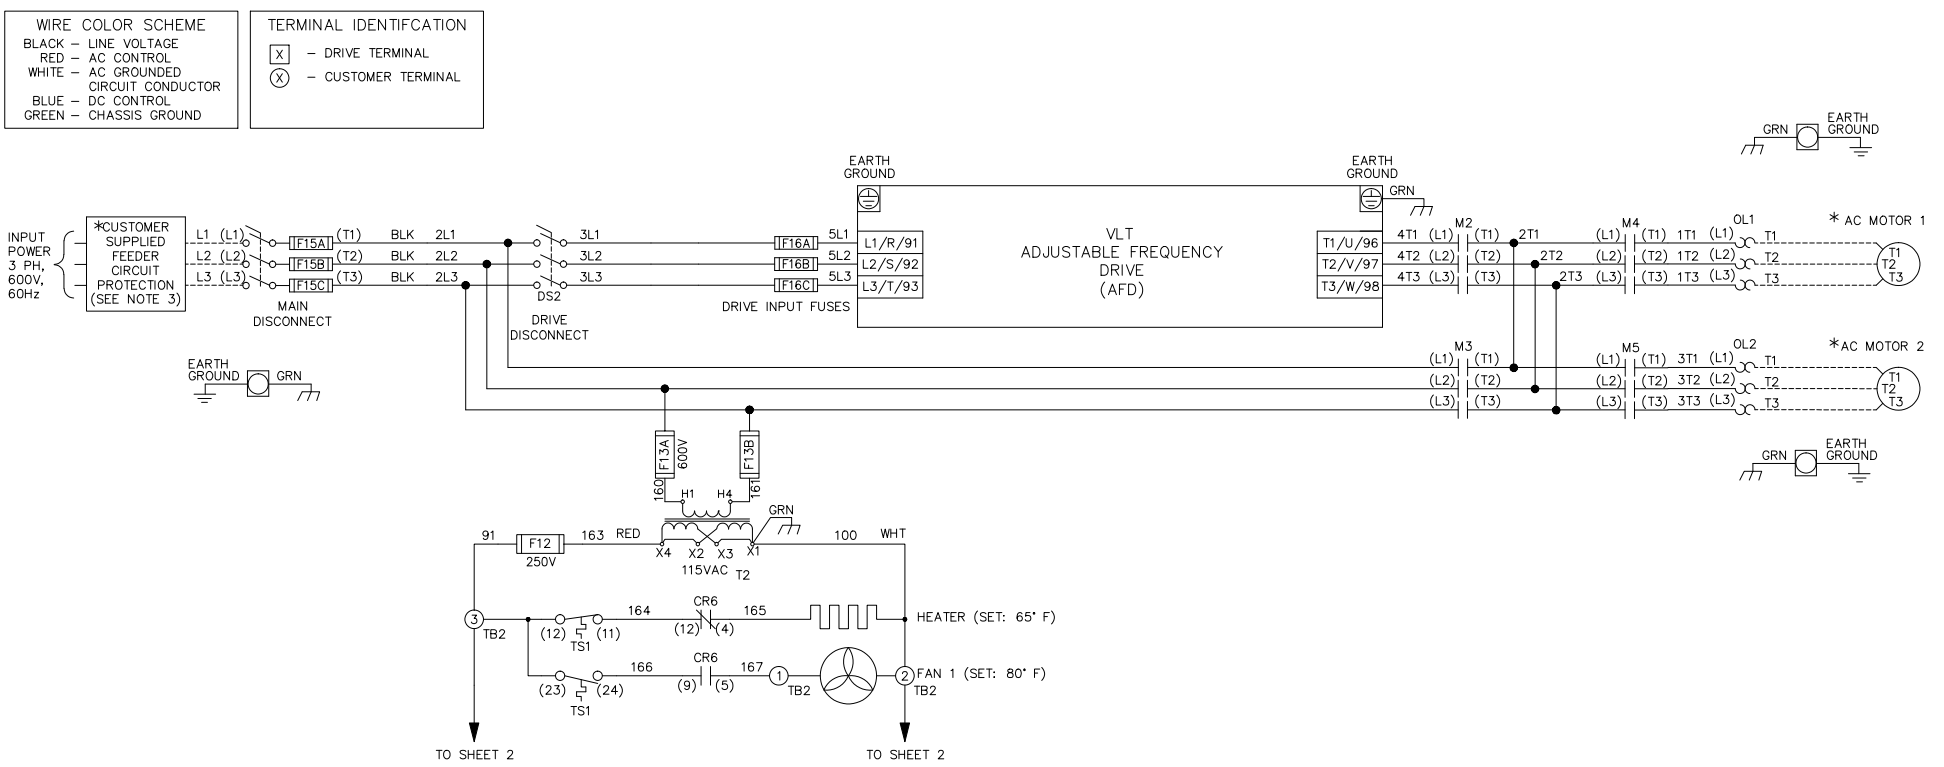 WIRE COLOR SCHEME
BLACK – LINE VOLTAGE
RED – AC CONTROL
WHITE – AC GROUNDED
CIRCUIT CONDUCTOR
BLUE – DC CONTROL
GREEN – CHASSIS GROUND
TERMINAL IDENTIFCATION
X – DRIVE TERMINAL
X – CUSTOMER TERMINAL
GRN
EARTH
GROUND
EARTH
GROUND
EARTH
GROUND
GRN
INPUT
POWER
3 PH,
600V,
60Hz
*CUSTOMER
SUPPLIED
FEEDER
CIRCUIT
PROTECTION
(SEE NOTE 3)
L1 (L1) F15A (T1) BLK 2L1 3L1 F16A 5L1 L1/R/91
L2 (L2) F15B (T2) BLK 2L2 3L2 F16B 5L2 L2/S/92
L3 (L3) F15C (T3) BLK 2L3 3L3 F16C 5L3 L3/T/93
MAIN
DISCONNECT
DS2
DRIVE
DISCONNECT
DRIVE INPUT FUSES
VLT
ADJUSTABLE FREQUENCY
DRIVE
(AFD)
M2 M4 OL1 * AC MOTOR 1
T1/U/96 4T1 (L1) (T1) 2T1 (L1) (T1) 1T1 (L1) T1 T1
T2/V/97 4T2 (L2) (T2) 2T2 (L2) (T2) 1T2 (L2) T2 T2
T3/W/98 4T3 (L3) (T3) 2T3 (L3) (T3) 1T3 (L3) T3 T3
EARTH
GROUND
GRN
M3 M5 OL2 *AC MOTOR 2
(L1) (T1) (L1) (T1) 3T1 (L1) T1 T1
(L2) (T2) (L2) (T2) 3T2 (L2) T2 T2
(L3) (T3) (L3) (T3) 3T3 (L3) T3 T3
GRN
EARTH
GROUND
F13A
600V
F13B
160
161
H1 H4
GRN
91 F12 163 RED
250V
X4 X2 X3 X1
115VAC T2
100 WHT
3
TB2
164 CR6 165
(12) (11) (12) (4)
TS1
HEATER (SET: 65° F)
166 CR6 167 1
(23) (24) (9) (5) TB2
TS1
2 FAN 1 (SET: 80° F)
TB2
TO SHEET 2
TO SHEET 2